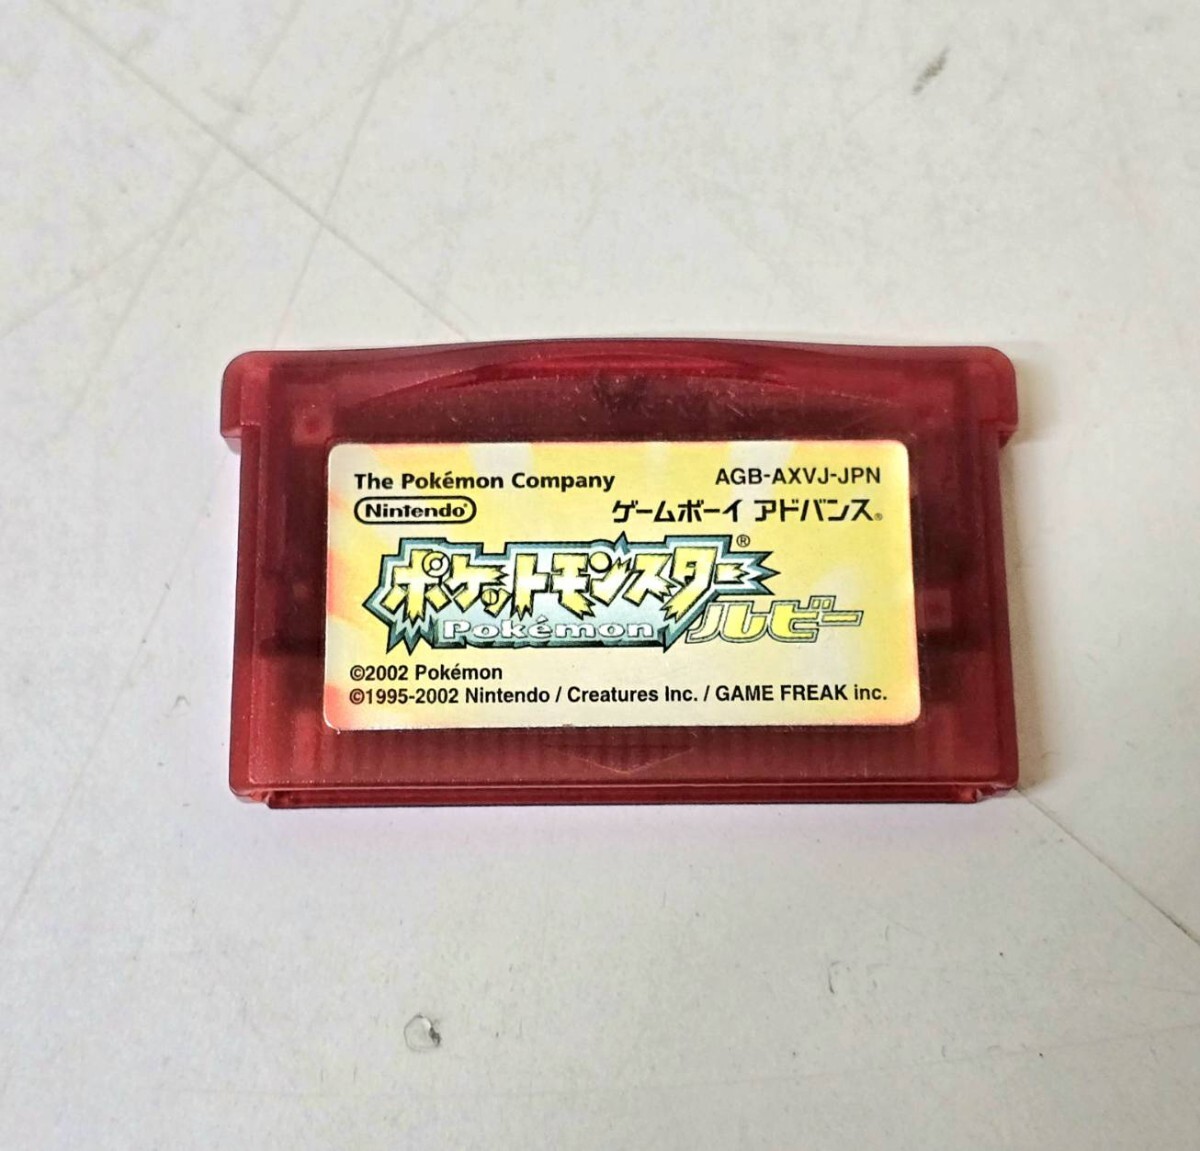 The Pokémon Company AGB-AXVJ-JPN
Nintendo® ゲームボーイ アドバンス®
ポケットモンスター®
Pokémon ルビー
©2002 Pokémon
©1995-2002 Nintendo / Creatures Inc. / GAME FREAK inc.